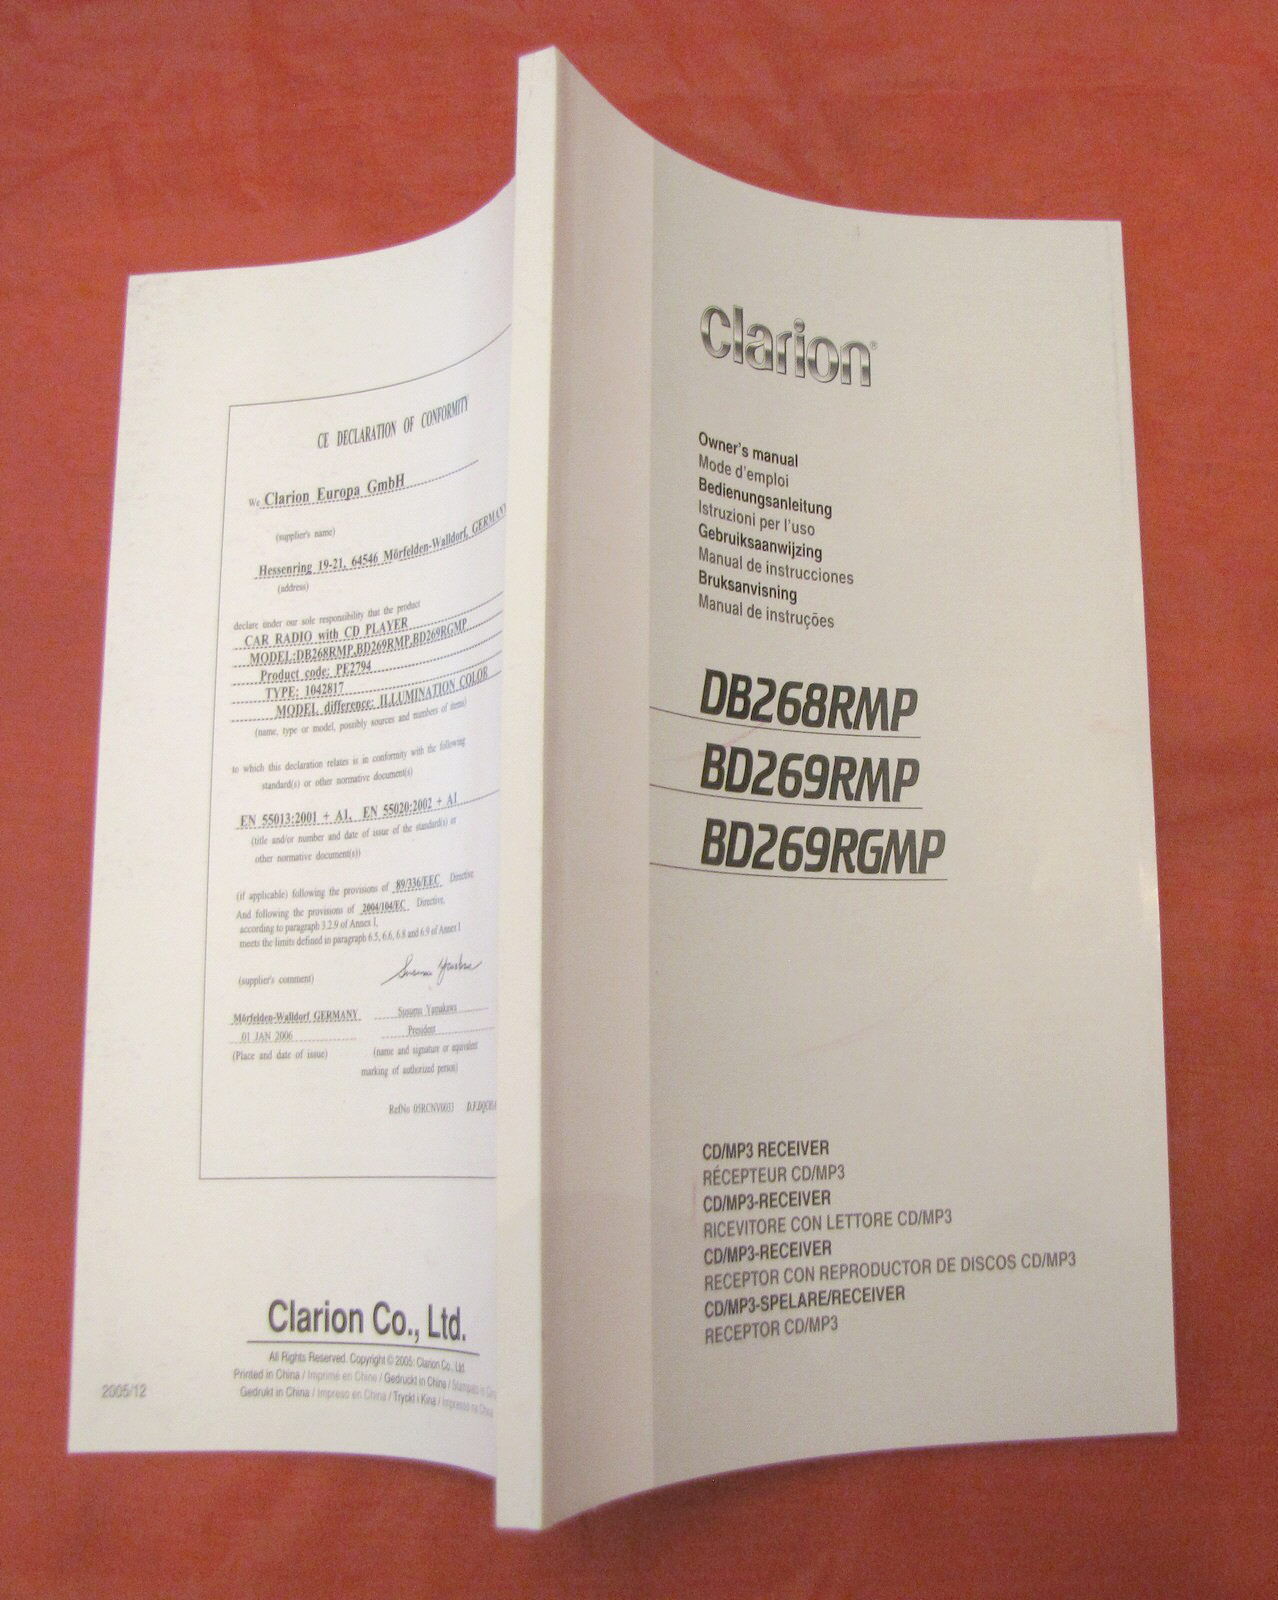 CE DECLARATION OF CONFORMITY
We Clarion Europa GmbH
(supplier's name)
Hessenring 19-21, 64546 Mörfelden-Walldorf, GERMANY
(address)
declare under our sole responsibility that the product
CAR RADIO with CD PLAYER
MODEL:DB268RMP,BD269RMP,BD269RGMP
Product code: PE2794
TYPE: 1042817
MODEL difference: ILLUMINATION COLOR
(name, type or model, possibly sources and numbers of items)
to which this declaration relates is in conformity with the following
standard(s) or other normative document(s)
EN 55013:2001 + A1, EN 55020:2002 + A1
(title and/or number and date of issue of the standard(s) or
other normative document(s))
(if applicable) following the provisions of 89/336/EEC Directive
And following the provisions of 2004/104/EC Directive,
according to paragraph 3.2.9 of Annex I,
meets the limits defined in paragraph 6.5, 6.6, 6.8 and 6.9 of Annex I
(supplier's comment)
Mörfelden-Walldorf GERMANY
01 JAN 2006
(Place and date of issue)
Susumu Yamakawa
President
(name and signature or equivalent
marking of authorized person)
RefNo 05RCNV0033
Clarion Co., Ltd.
All Rights Reserved. Copyright © 2005: Clarion Co., Ltd.
Printed in China / Imprimé en Chine / Gedruckt in China / Stampato in
Gedrukt in China / Impreso en China / Tryckt i Kina / Impresso na China
2005/12
Clarion®
Owner's manual
Mode d'emploi
Bedienungsanleitung
Istruzioni per l'uso
Gebruiksaanwijzing
Manual de instrucciones
Bruksanvisning
Manual de instruções
DB268RMP
BD269RMP
BD269RGMP
CD/MP3 RECEIVER
RÉCEPTEUR CD/MP3
CD/MP3-RECEIVER
RICEVITORE CON LETTORE CD/MP3
CD/MP3-RECEIVER
RECEPTOR CON REPRODUCTOR DE DISCOS CD/MP3
CD/MP3-SPELARE/RECEIVER
RECEPTOR CD/MP3